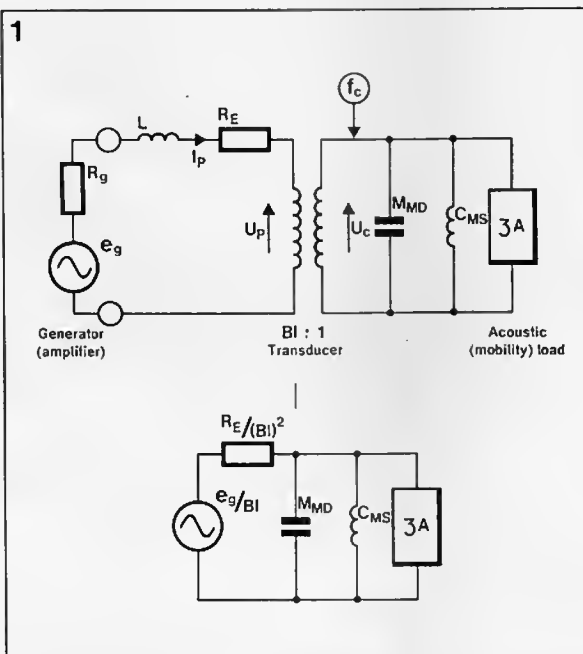 1
f_c
L
R_E
I_P
R_g
M_MD
C_MS
3A
U_P
U_c
e_g
Generator
(amplifier)
Bl : 1
Transducer
Acoustic
(mobility) load
R_E/(Bl)²
e_g/Bl
M_MD
C_MS
3A